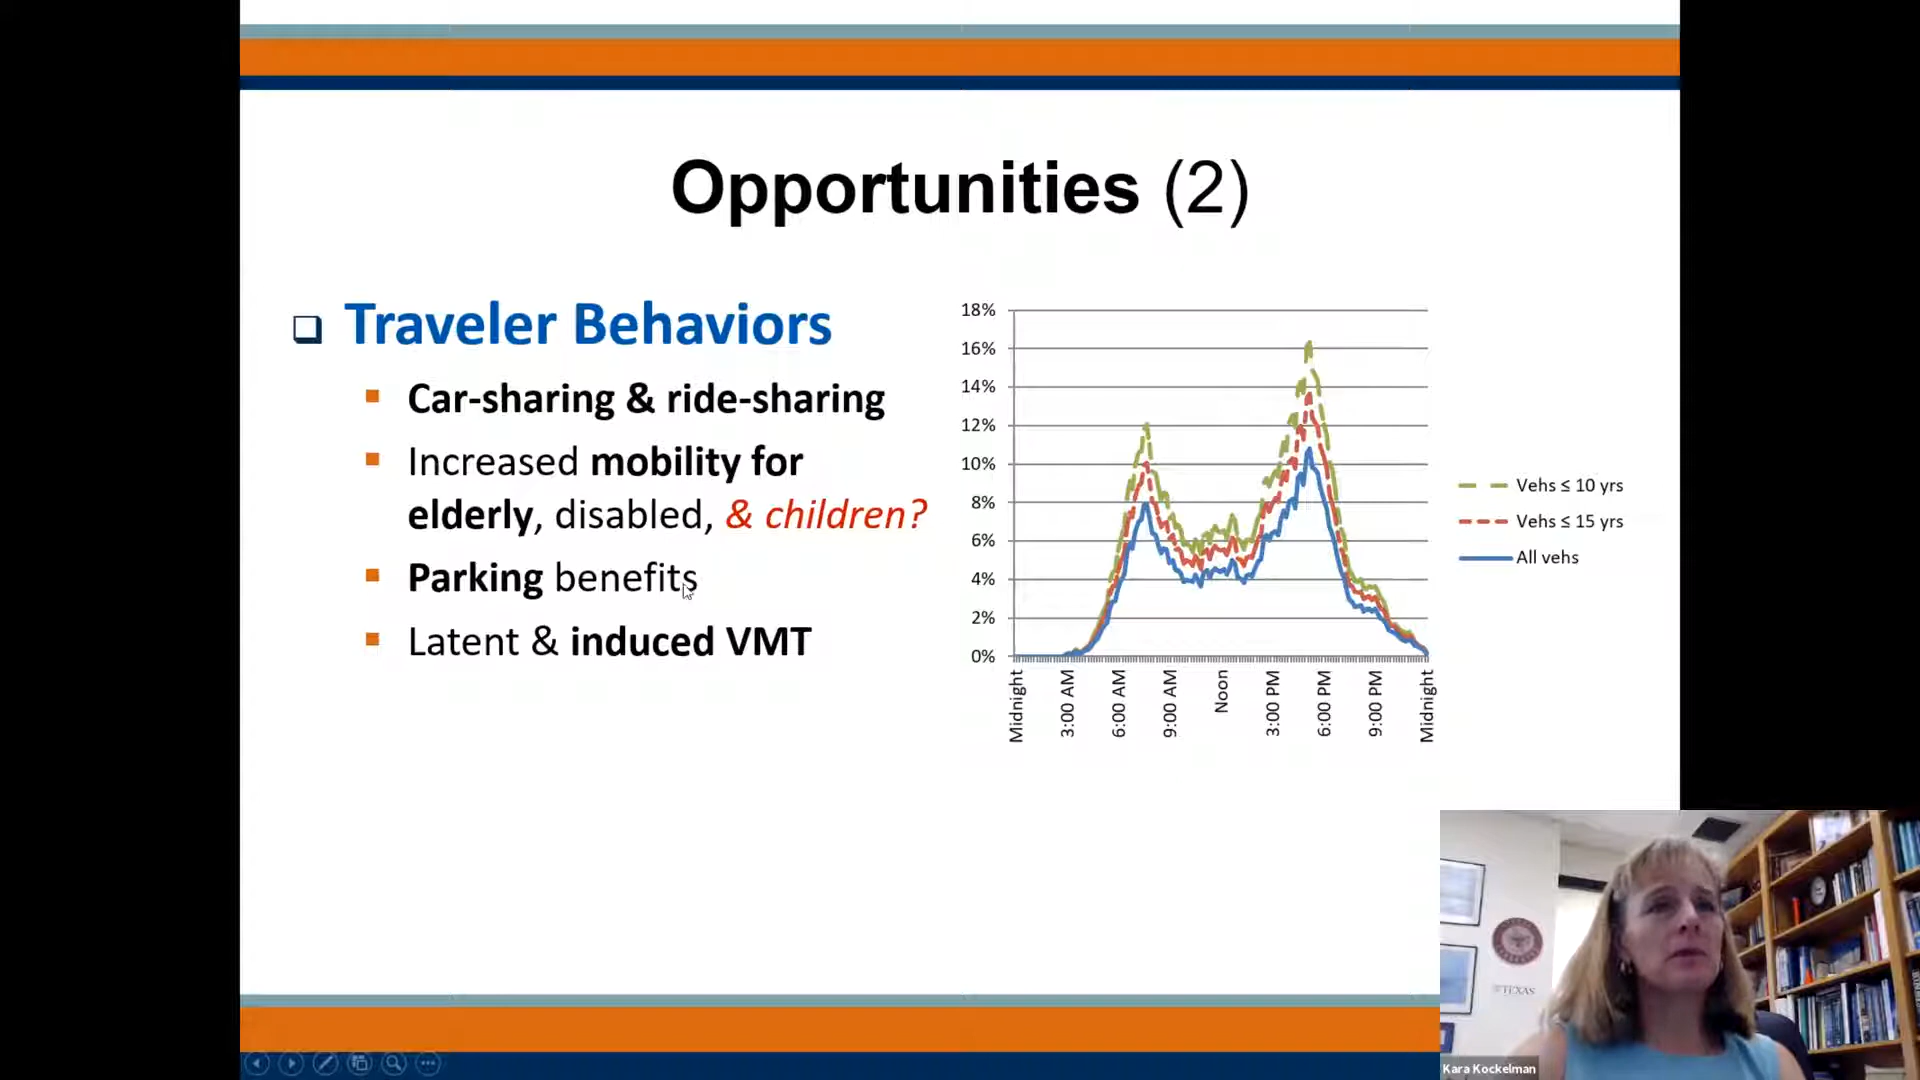 Opportunities (2)
Traveler Behaviors
Car-sharing & ride-sharing
Increased mobility for
elderly, disabled, & children?
Parking benefits
Latent & induced VMT
18%
16%
14%
12%
10%
8%
6%
4%
2%
0%
Midnight
3:00 AM
6:00 AM
9:00 AM
Noon
3:00 PM
6:00 PM
9:00 PM
Midnight
Vehs ≤ 10 yrs
Vehs ≤ 15 yrs
All vehs
TEXAS
Kara Kockelman